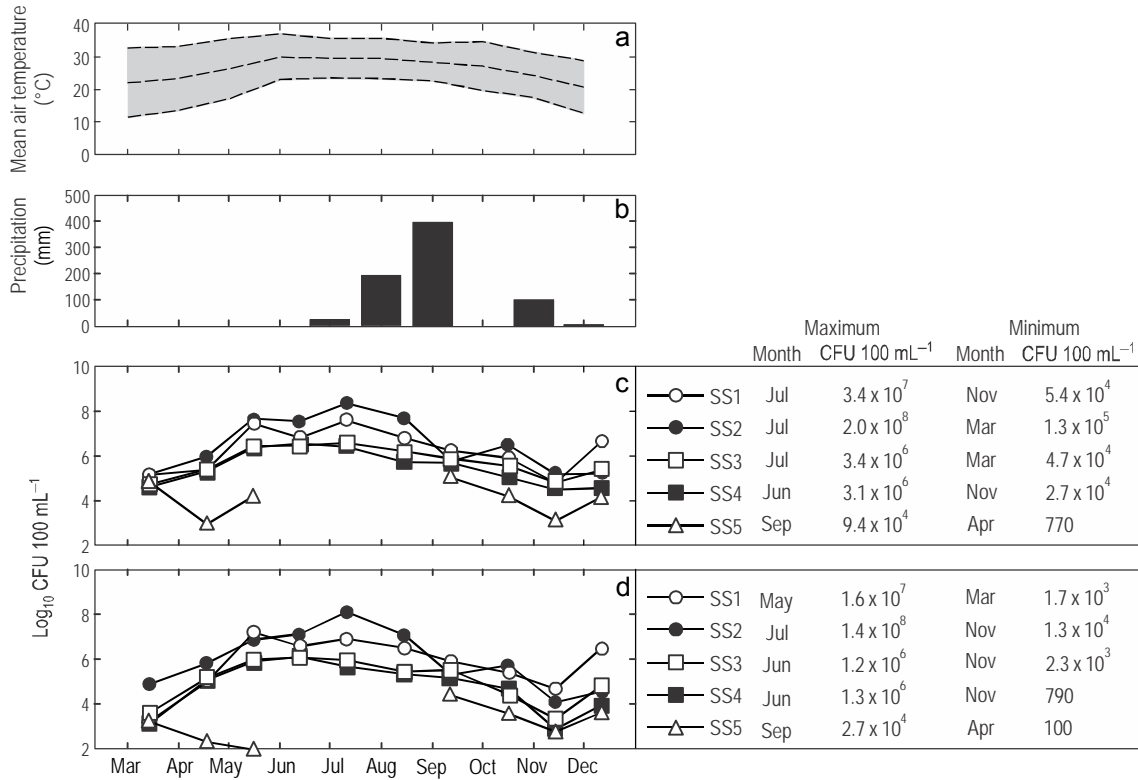 40
30
20
10
0
Mean air temperature
(°C)
a
500
400
300
200
100
0
Precipitation
(mm)
b
Maximum Minimum
Month CFU 100 mL⁻¹ Month CFU 100 mL⁻¹
10
8
6
4
2
c
SS1 Jul 3.4 x 10⁷ Nov 5.4 x 10⁴
SS2 Jul 2.0 x 10⁸ Mar 1.3 x 10⁵
SS3 Jul 3.4 x 10⁶ Mar 4.7 x 10⁴
SS4 Jun 3.1 x 10⁶ Nov 2.7 x 10⁴
SS5 Sep 9.4 x 10⁴ Apr 770
Log₁₀ CFU 100 mL⁻¹
10
8
6
4
2
d
SS1 May 1.6 x 10⁷ Mar 1.7 x 10³
SS2 Jul 1.4 x 10⁸ Nov 1.3 x 10⁴
SS3 Jun 1.2 x 10⁶ Nov 2.3 x 10³
SS4 Jun 1.3 x 10⁶ Nov 790
SS5 Sep 2.7 x 10⁴ Apr 100
Mar Apr May Jun Jul Aug Sep Oct Nov Dec